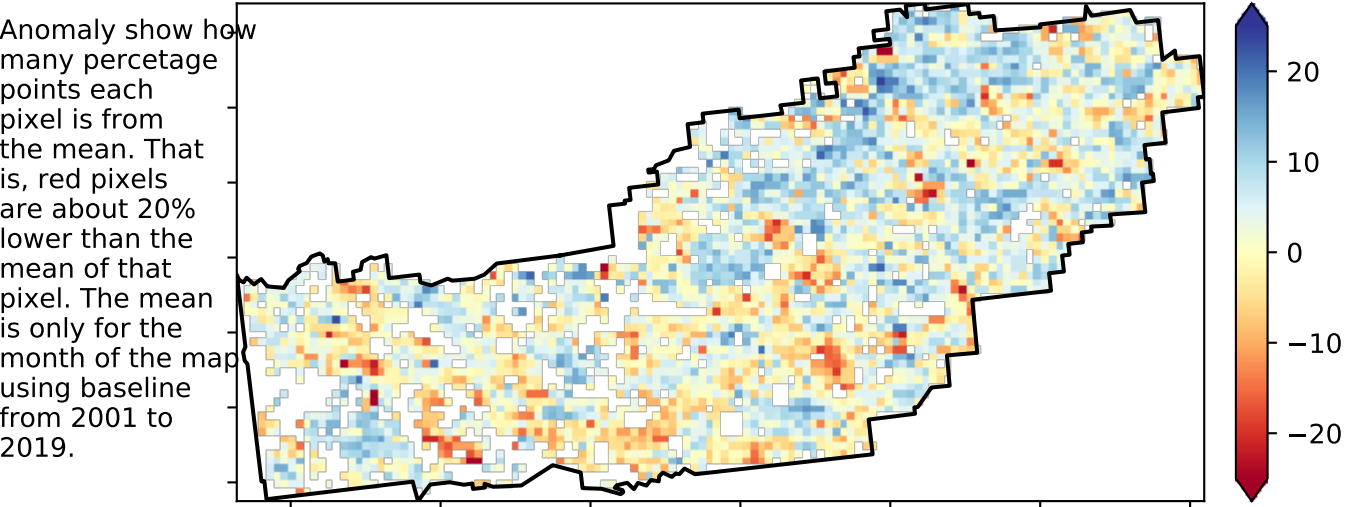 Anomaly show how
many percetage
points each
pixel is from
the mean. That
is, red pixels
are about 20%
lower than the
mean of that
pixel. The mean
is only for the
month of the map
using baseline
from 2001 to
2019.
20
10
0
−10
−20